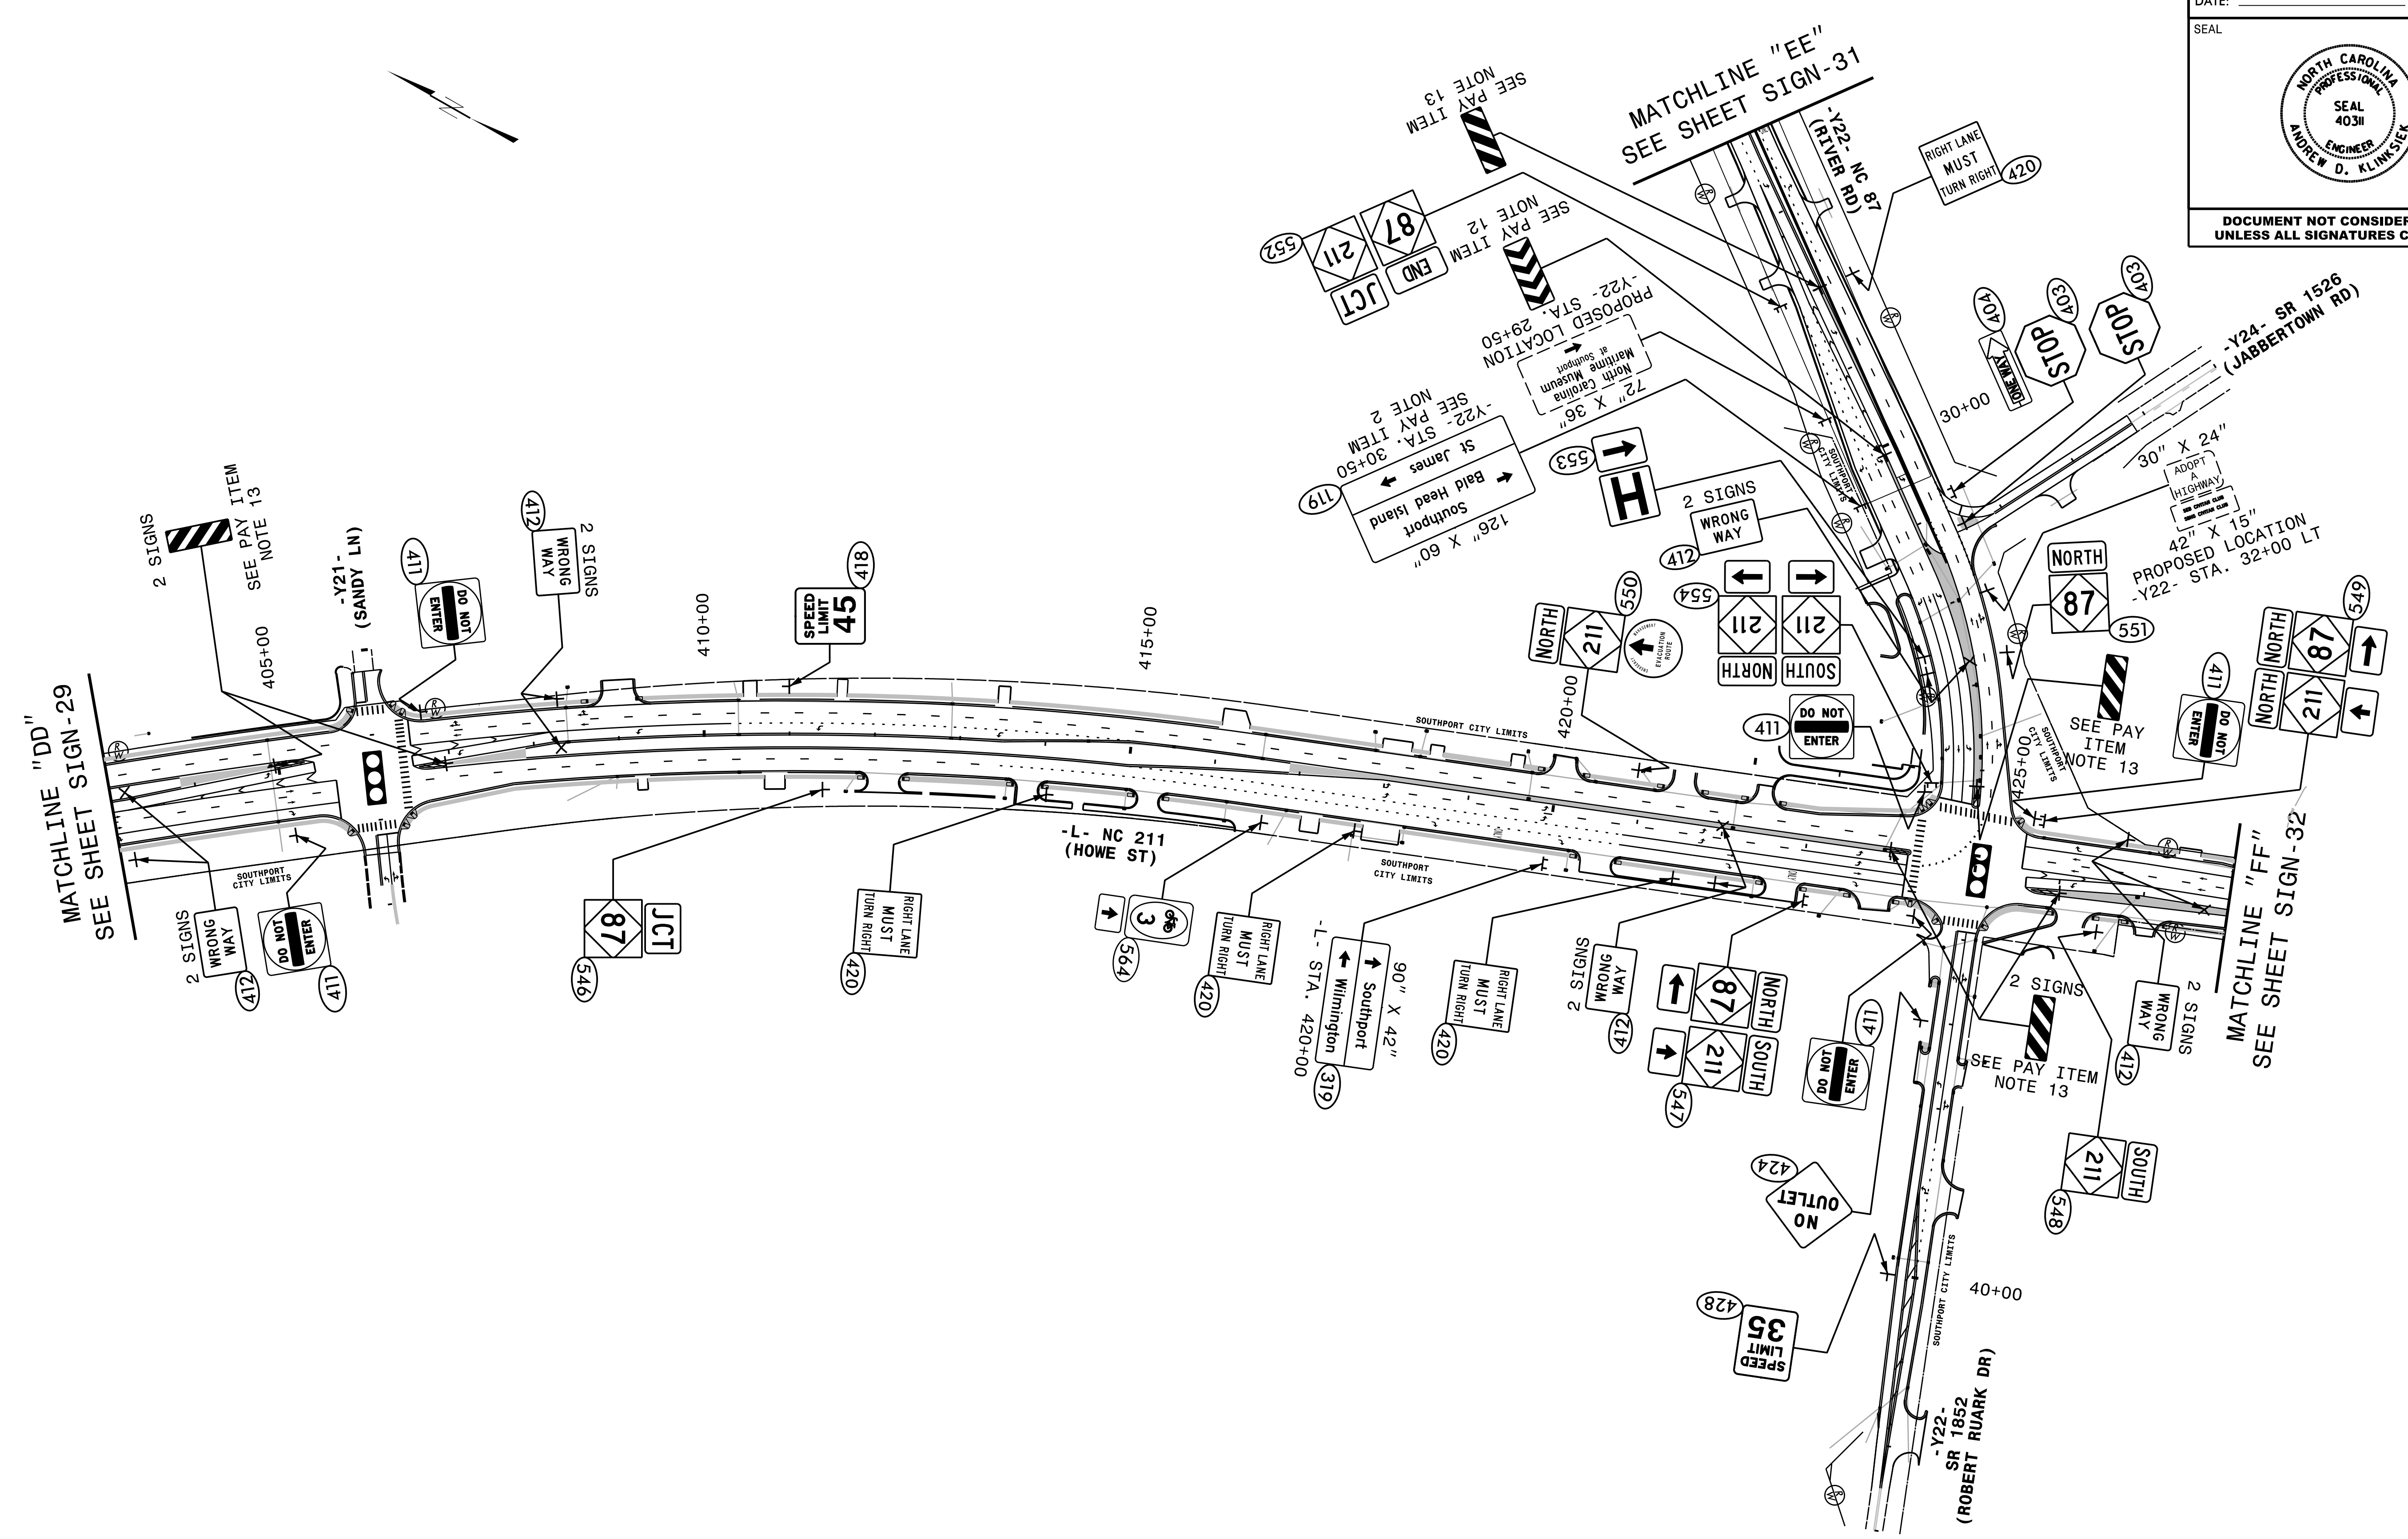 DATE:
SEAL
NORTH CAROLINA
PROFESSIONAL
SEAL
40311
ENGINEER
ANDREW D. KLINKSIEK
DOCUMENT NOT CONSIDER
UNLESS ALL SIGNATURES C
MATCHLINE "EE"
SEE SHEET SIGN-31
SEE PAY
ITEM
NOTE 13
-Y22- NC 87
(RIVER RD)
RIGHT LANE
MUST
TURN RIGHT
420
552
JCT
211
END
87
SEE PAY
ITEM
NOTE 12
PROPOSED LOCATION
-Y22- STA. 29+50
North Carolina
Maritime Museum
at Southport
72" X 36"
-Y22- STA. 30+50
SEE PAY ITEM
NOTE 2
119
Southport
Bald Head Island
St James
126" X 60"
553
H
404
ONE WAY
403
STOP
403
STOP
-Y24- SR 1526
(JABBERTOWN RD)
30+00
30" X 24"
ADOPT
A
HIGHWAY
42" X 15"
PROPOSED LOCATION
-Y22- STA. 32+00 LT
SOUTHPORT
CITY LIMITS
2 SIGNS
WRONG
WAY
412
554
211
NORTH
211
SOUTH
NORTH
87
551
NORTH
211
550
EVACUATION
ROUTE
DO NOT
ENTER
411
SEE PAY
ITEM
NOTE 13
411
DO NOT
ENTER
NORTH
87
NORTH
211
549
2 SIGNS
SEE PAY ITEM
NOTE 13
405+00
-Y21-
(SANDY LN)
411
DO NOT
ENTER
412
WRONG
WAY
2 SIGNS
410+00
SPEED
LIMIT
45
418
415+00
420+00
425+00
SOUTHPORT
CITY LIMITS
SOUTHPORT CITY LIMITS
MATCHLINE "DD"
SEE SHEET SIGN-29
R
W
R
W
R
W
R
W
R
W
R
W
R
W
R
W
R
W
R
W
R
W
SOUTHPORT
CITY LIMITS
2 SIGNS
WRONG
WAY
412
DO NOT
ENTER
411
JCT
87
546
RIGHT LANE
MUST
TURN RIGHT
420
-L- NC 211
(HOWE ST)
3
564
RIGHT LANE
MUST
TURN RIGHT
420
SOUTHPORT
CITY LIMITS
ONLY
ONLY
90" X 42"
Southport
Wilmington
-L- STA. 420+00
319
RIGHT LANE
MUST
TURN RIGHT
420
2 SIGNS
WRONG
WAY
412
NORTH
87
SOUTH
211
547
411
DO NOT
ENTER
2 SIGNS
SEE PAY ITEM
NOTE 13
2 SIGNS
WRONG
WAY
412
MATCHLINE "FF"
SEE SHEET SIGN-32
SOUTH
211
548
424
NO
OUTLET
428
SPEED
LIMIT
35
SOUTHPORT CITY LIMITS
40+00
-Y22-
SR 1852
(ROBERT RUARK DR)
N